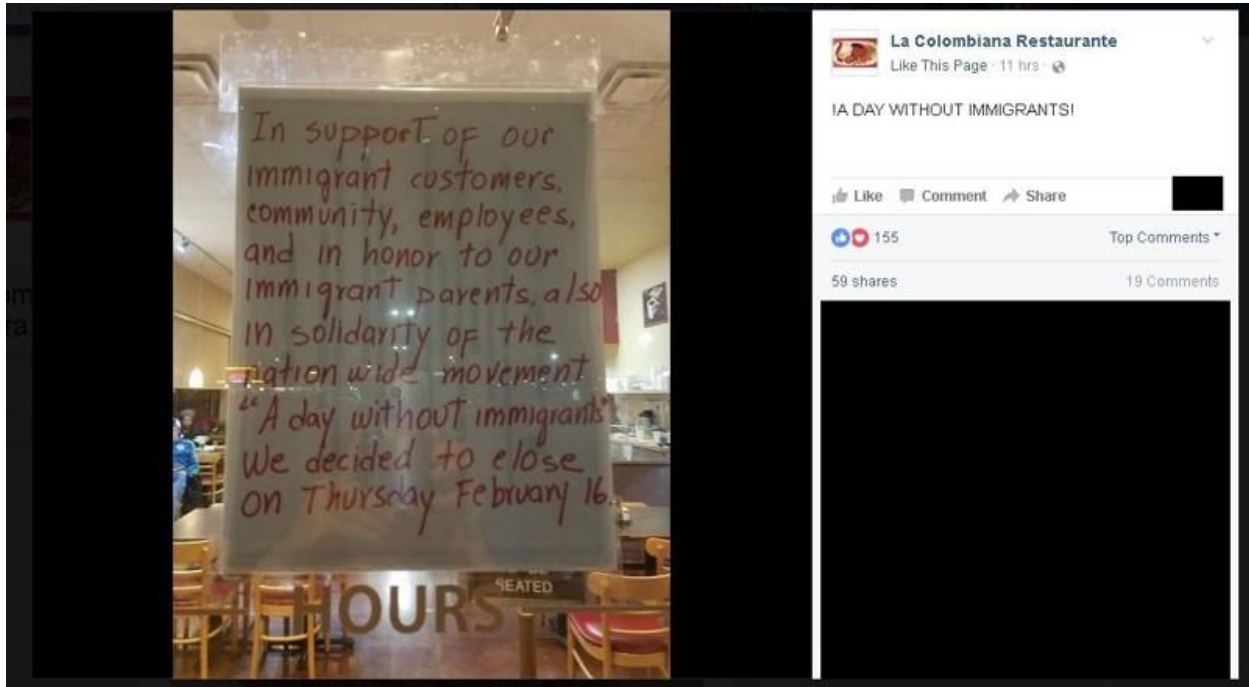 In support of our
immigrant customers,
community, employees,
and in honor to our
immigrant parents, also
in solidarity of the
nation wide movement
"A day without immigrants"
We decided to close
on Thursday February 16.
SEATED
HOURS
La Colombiana Restaurante
Like This Page · 11 hrs ·
!A DAY WITHOUT IMMIGRANTS!
Like Comment Share
155 Top Comments
59 shares 19 Comments